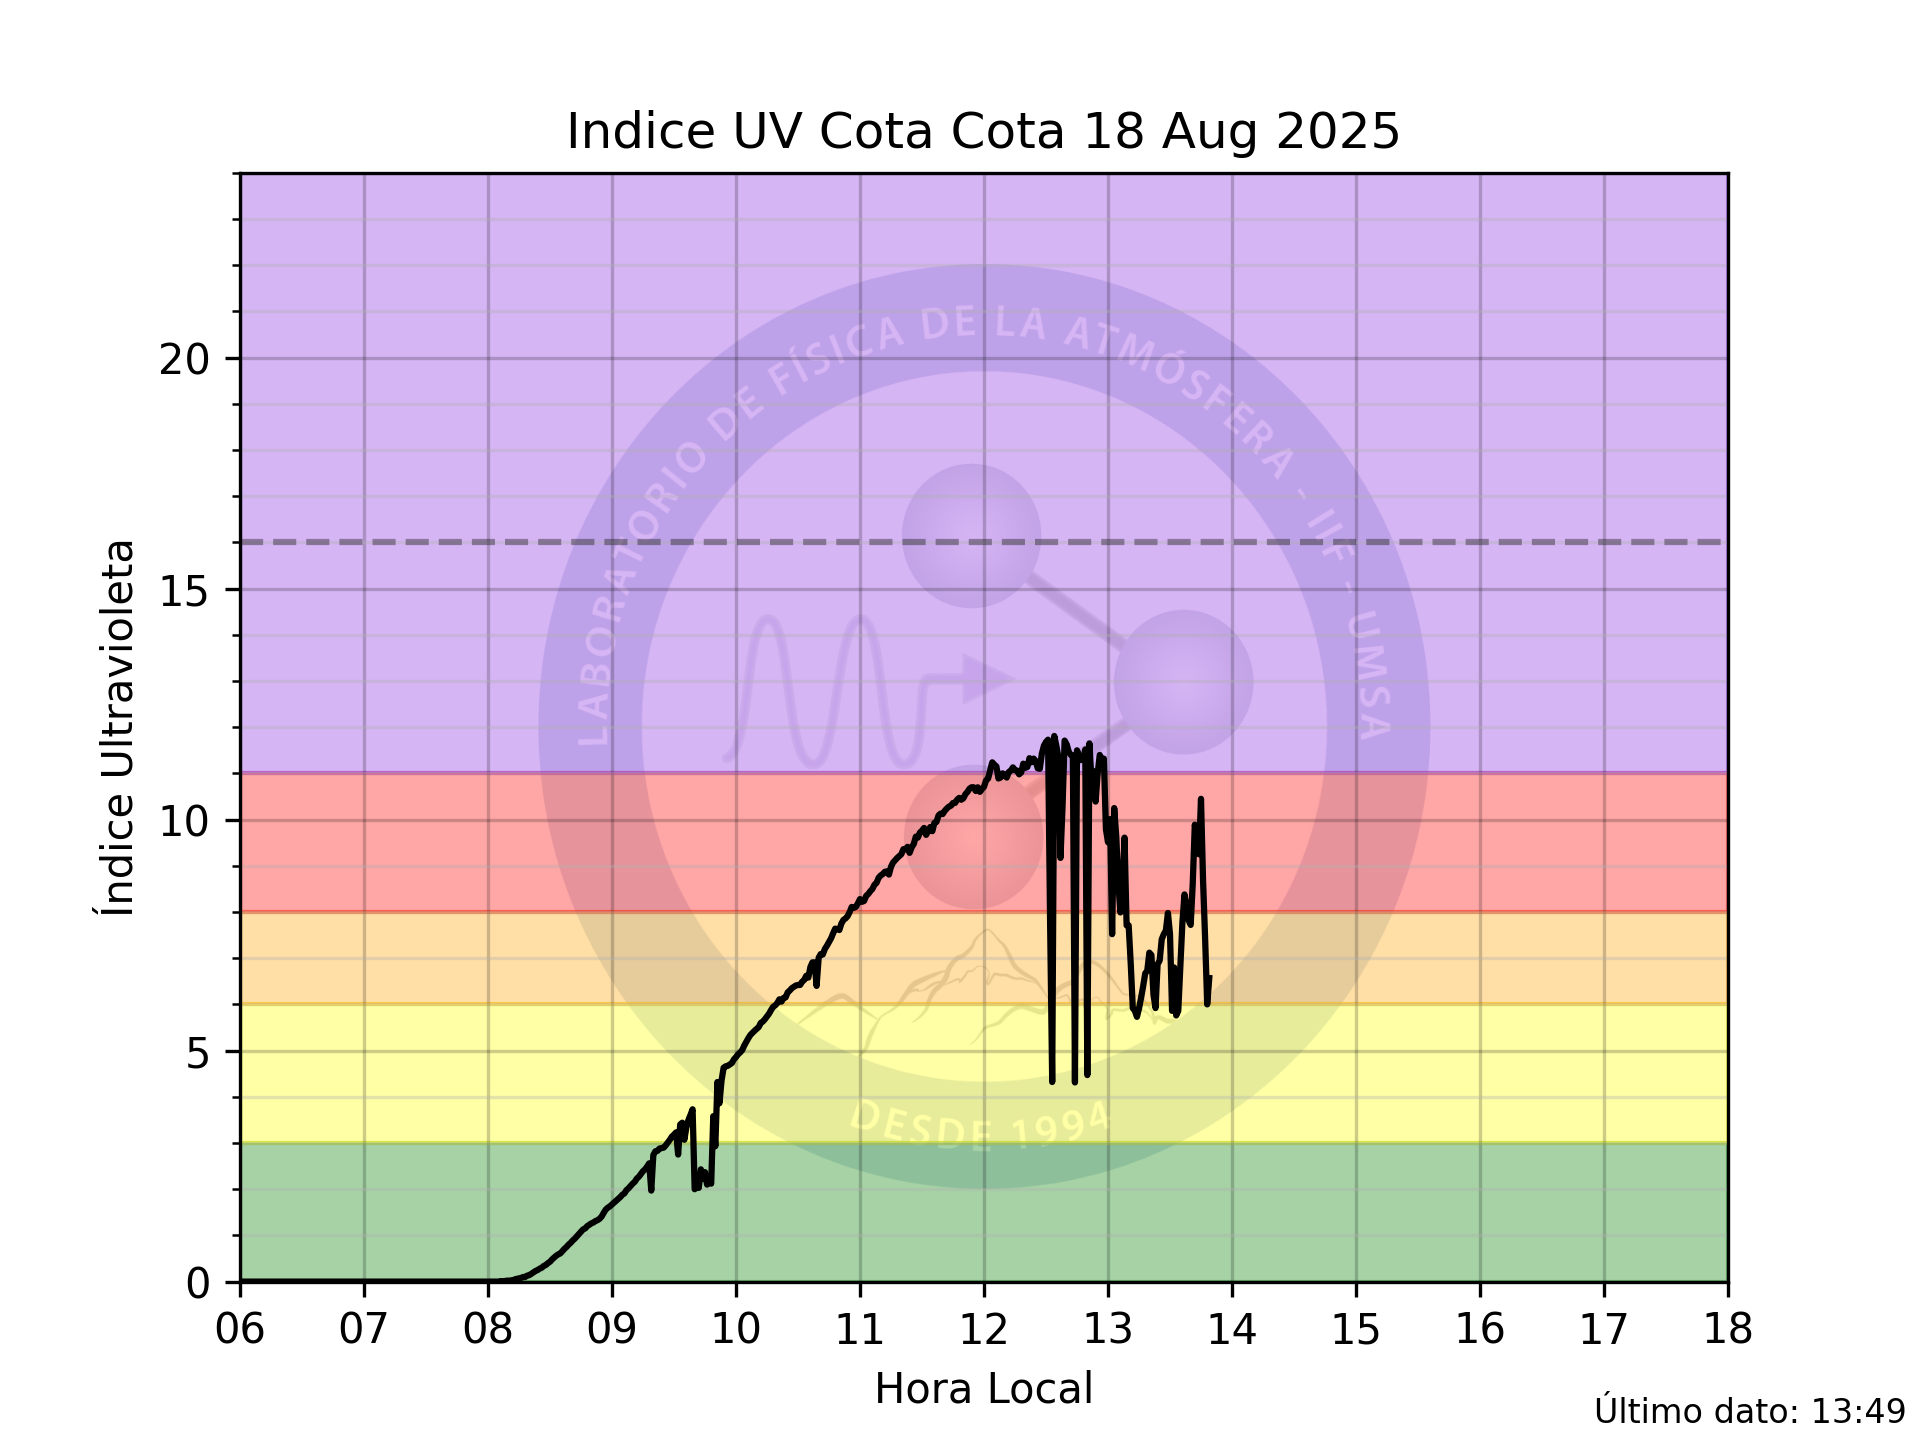 Indice UV Cota Cota 18 Aug 2025
LABORATORIO DE FÍSICA DE LA ATMÓSFERA - IIF - UMSA
DESDE 1994
Índice Ultravioleta
20
15
10
5
0
06 07 08 09 10 11 12 13 14 15 16 17 18
Hora Local
Último dato: 13:49